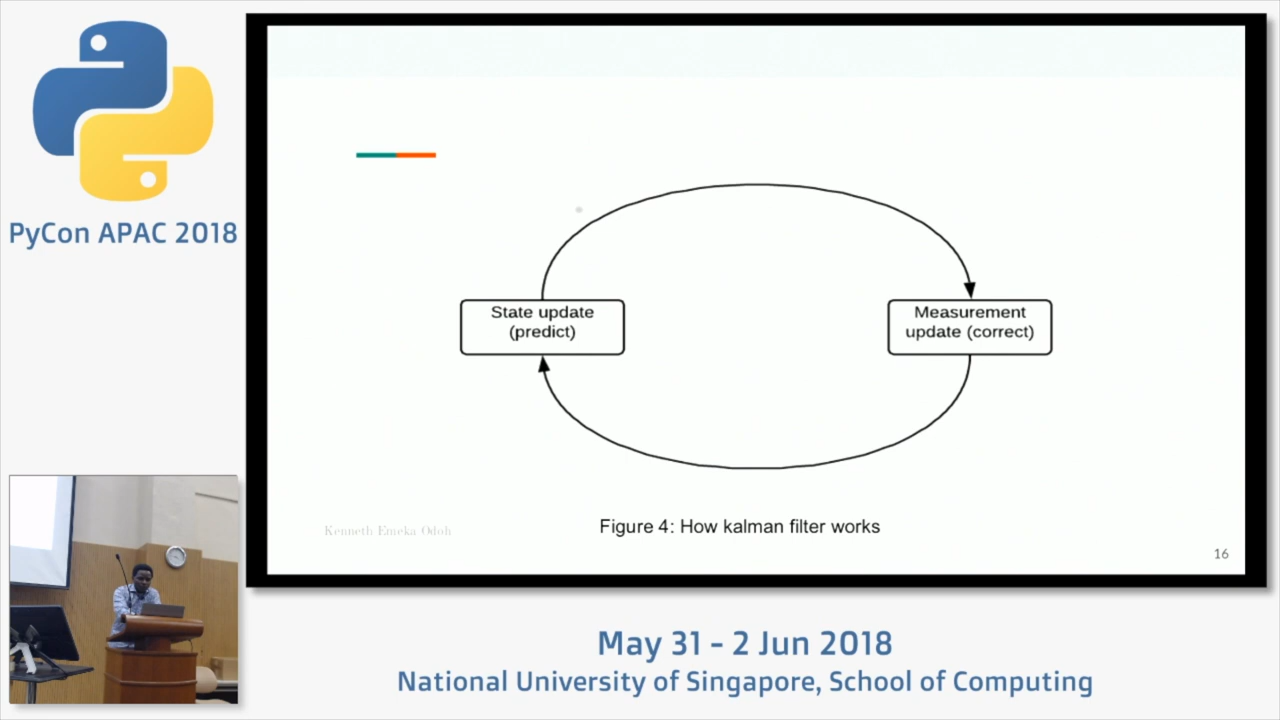 PyCon APAC 2018
State update
(predict)
Measurement
update (correct)
Kenneth Emeka Odoh
Figure 4: How kalman filter works
16
May 31 - 2 Jun 2018
National University of Singapore, School of Computing